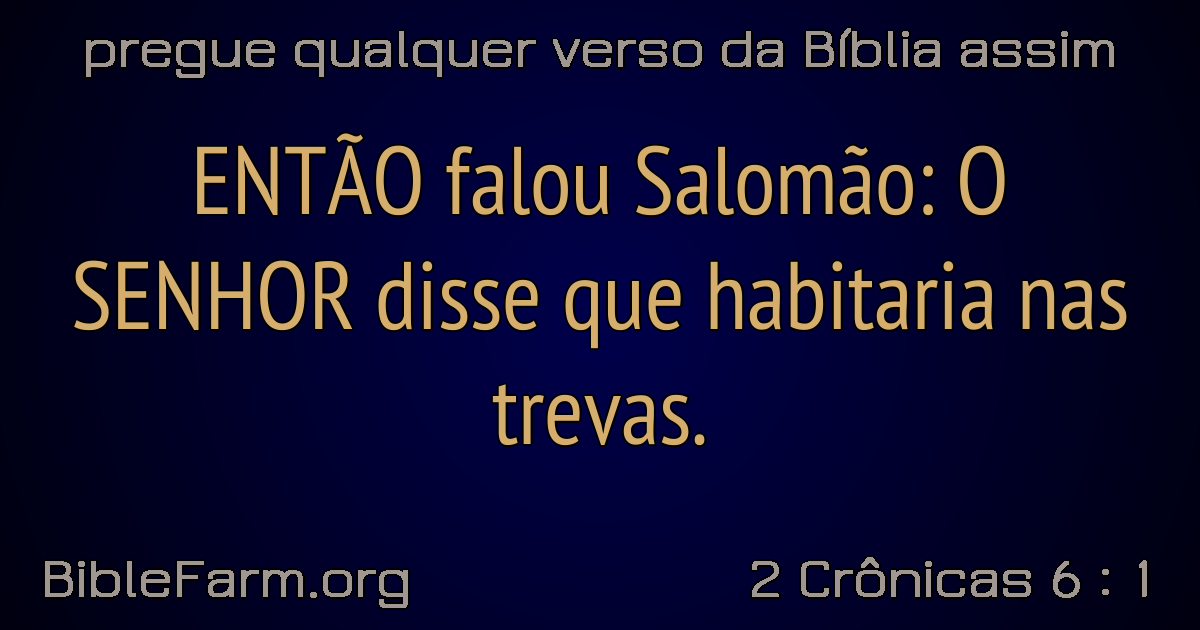 pregue qualquer verso da Bíblia assim
ENTÃO falou Salomão: O
SENHOR disse que habitaria nas
trevas.
BibleFarm.org
2 Crônicas 6 : 1